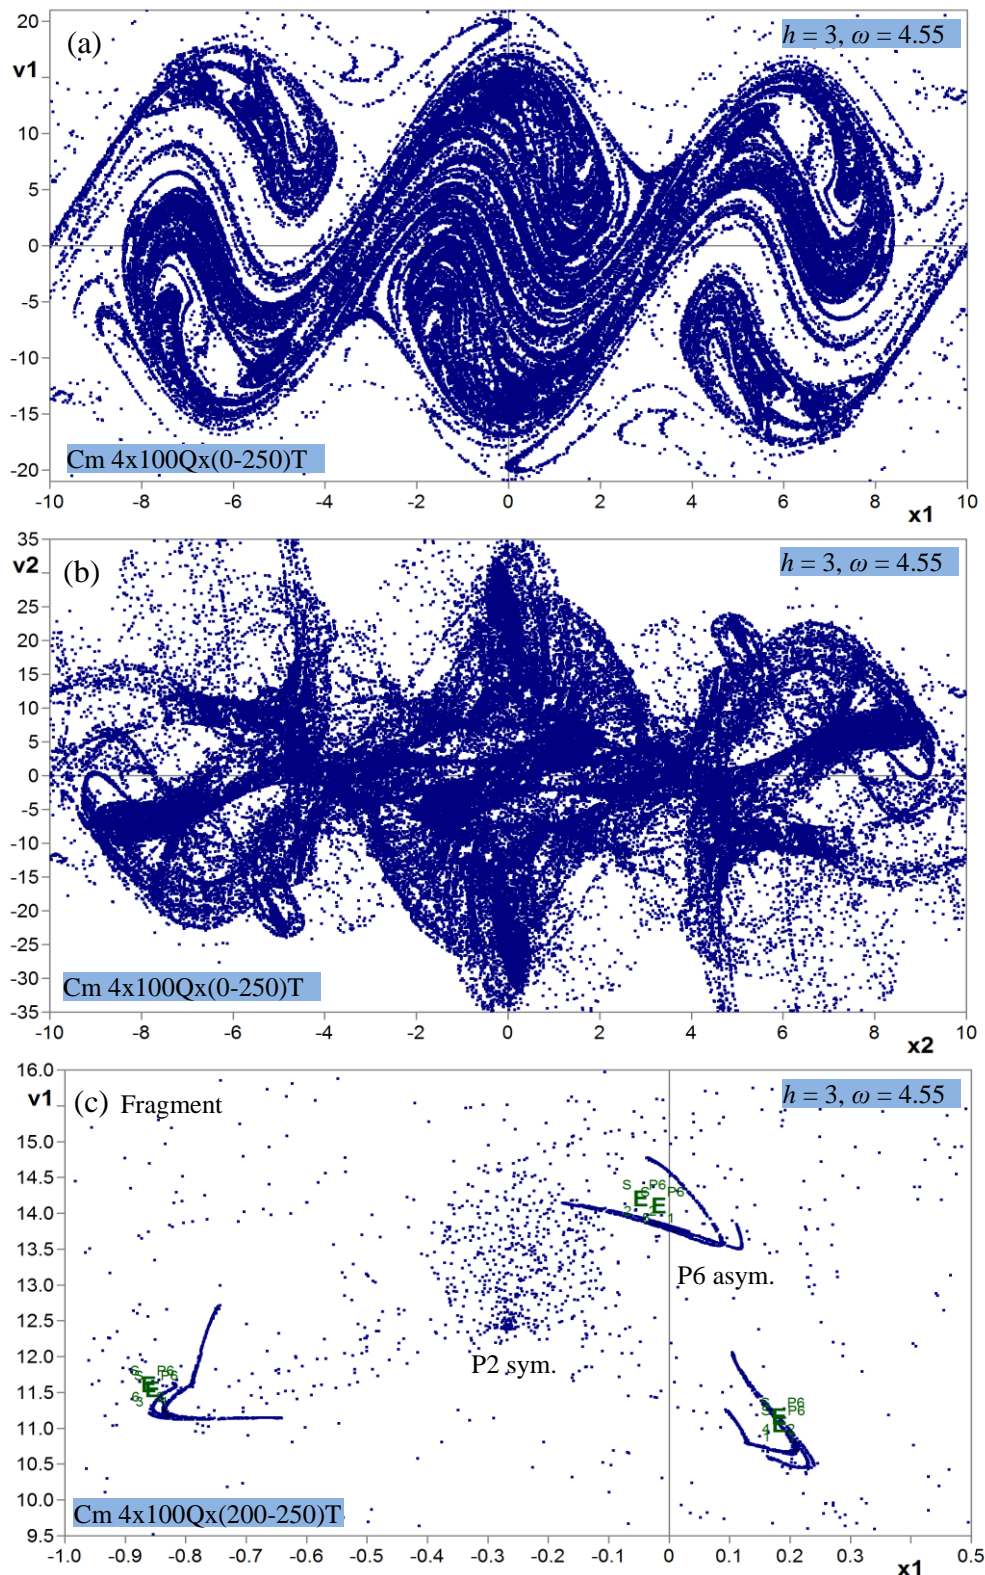 (a)
h = 3, ω = 4.55
v1
20
15
10
5
0
-5
-10
-15
-20
Cm 4x100Qx(0-250)T
-10 -8 -6 -4 -2 0 2 4 6 8 10
x1
(b)
h = 3, ω = 4.55
35
v2
25
20
15
10
5
0
-5
-10
-15
-20
-25
-30
-35
Cm 4x100Qx(0-250)T
-10 -8 -6 -4 -2 0 2 4 6 8 10
x2
16.0
v1
(c) Fragment
h = 3, ω = 4.55
15.0
14.5
14.0
13.5
13.0
12.5
12.0
11.5
11.0
10.5
10.0
9.5
S P6
E
P6 asym.
P2 sym.
P6
E
P6
E
Cm 4x100Qx(200-250)T
-1.0 -0.9 -0.8 -0.7 -0.6 -0.5 -0.4 -0.3 -0.2 -0.1 0 0.1 0.2 0.3 0.4 0.5
x1